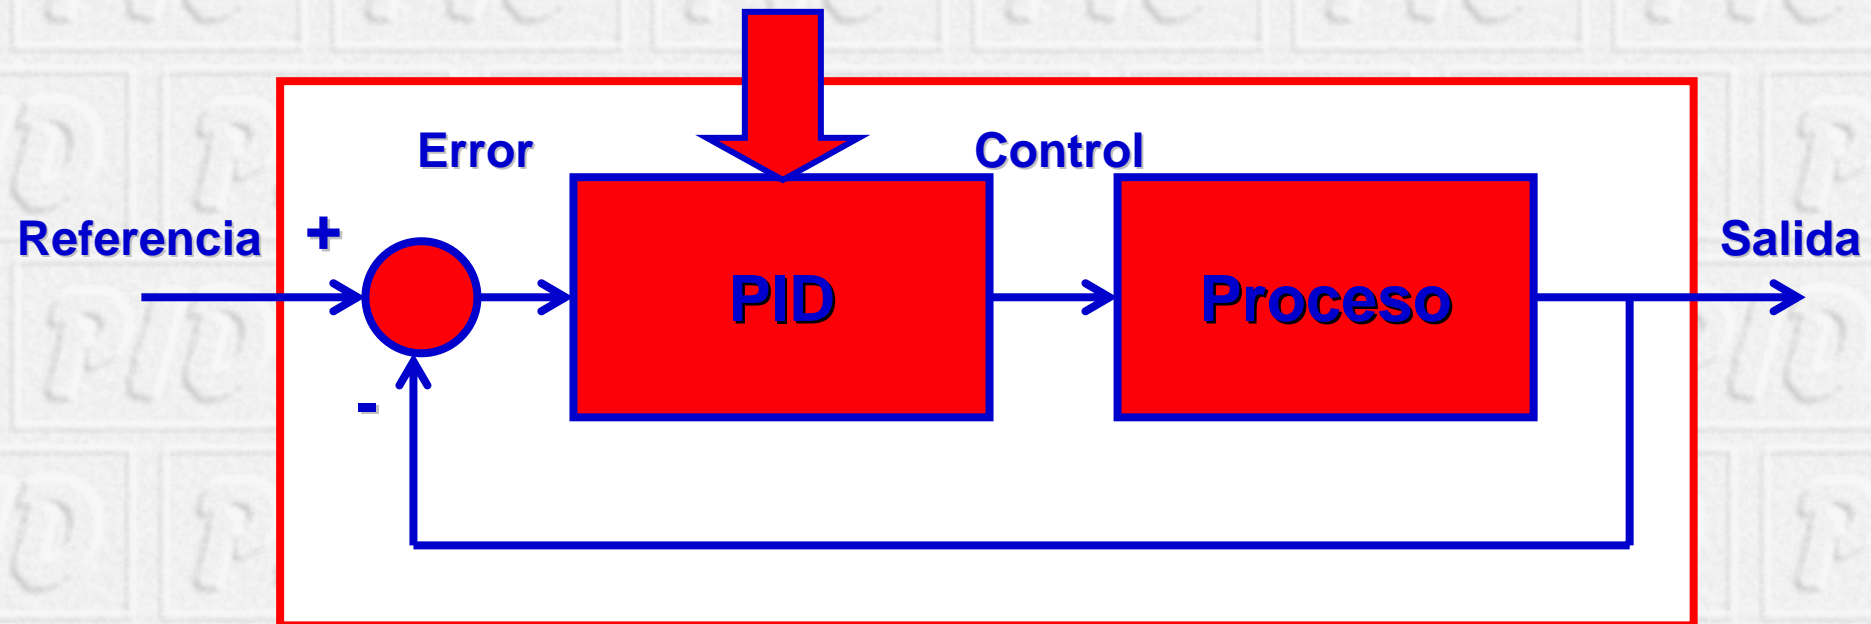 Error
Control
Referencia
+
Salida
PID
Proceso
-